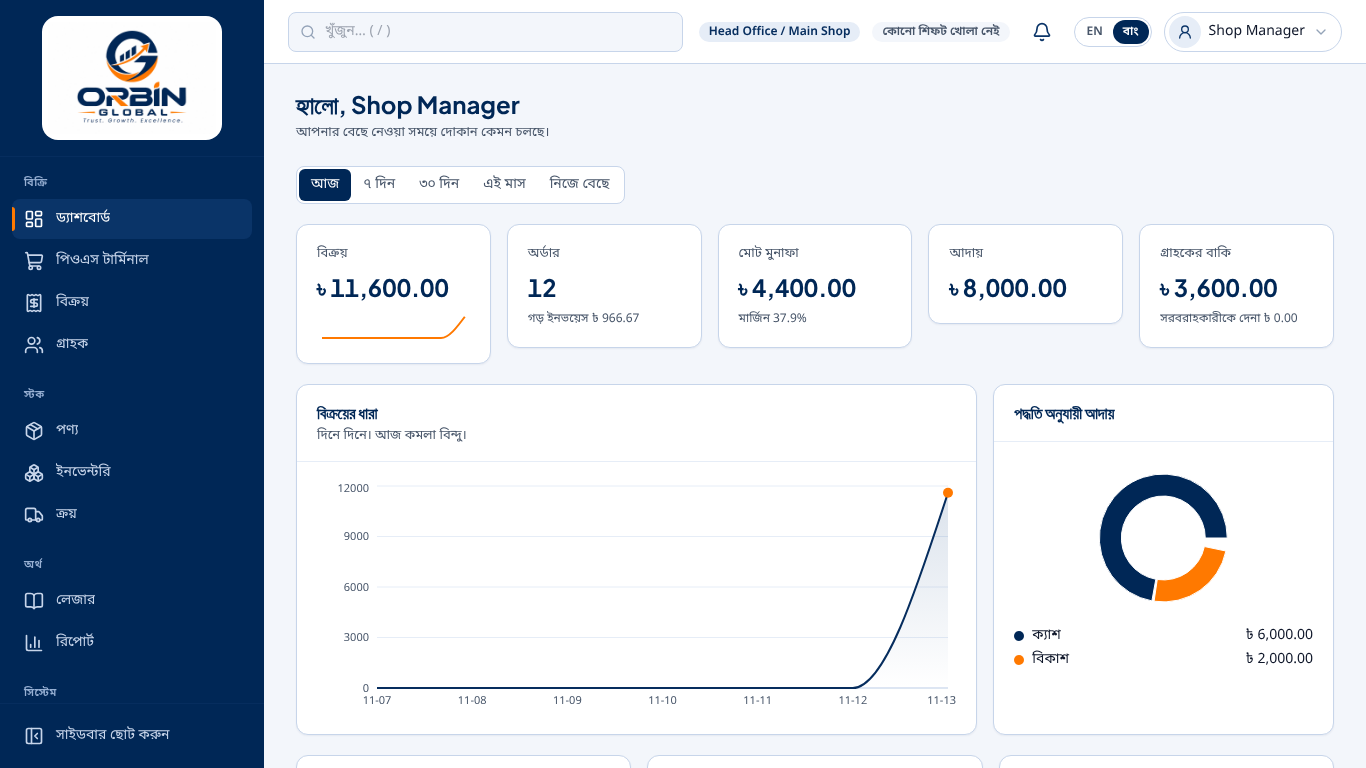 ORBIN
GLOBAL
Trust. Growth. Excellence.
বিক্রি
ড্যাশবোর্ড
পিওএস টার্মিনাল
বিক্রয়
গ্রাহক
স্টক
পণ্য
ইনভেন্টরি
ক্রয়
অর্থ
লেজার
রিপোর্ট
সিস্টেম
সাইডবার ছোট করুন
খুঁজুন... ( / )
Head Office / Main Shop
কোনো শিফট খোলা নেই
EN
বাং
Shop Manager
হ্যালো, Shop Manager
আপনার বেছে নেওয়া সময়ে দোকান কেমন চলছে।
আজ
৭ দিন
৩০ দিন
এই মাস
নিজে বেছে
বিক্রয়
৳ 11,600.00
অর্ডার
12
গড় ইনভয়েস ৳ 966.67
মোট মুনাফা
৳ 4,400.00
মার্জিন 37.9%
আদায়
৳ 8,000.00
গ্রাহকের বাকি
৳ 3,600.00
সরবরাহকারীকে দেনা ৳ 0.00
বিক্রয়ের ধারা
দিনে দিনে। আজ কমলা বিন্দু।
12000
9000
6000
3000
0
11-07
11-08
11-09
11-10
11-11
11-12
11-13
পদ্ধতি অনুযায়ী আদায়
ক্যাশ
৳ 6,000.00
বিকাশ
৳ 2,000.00